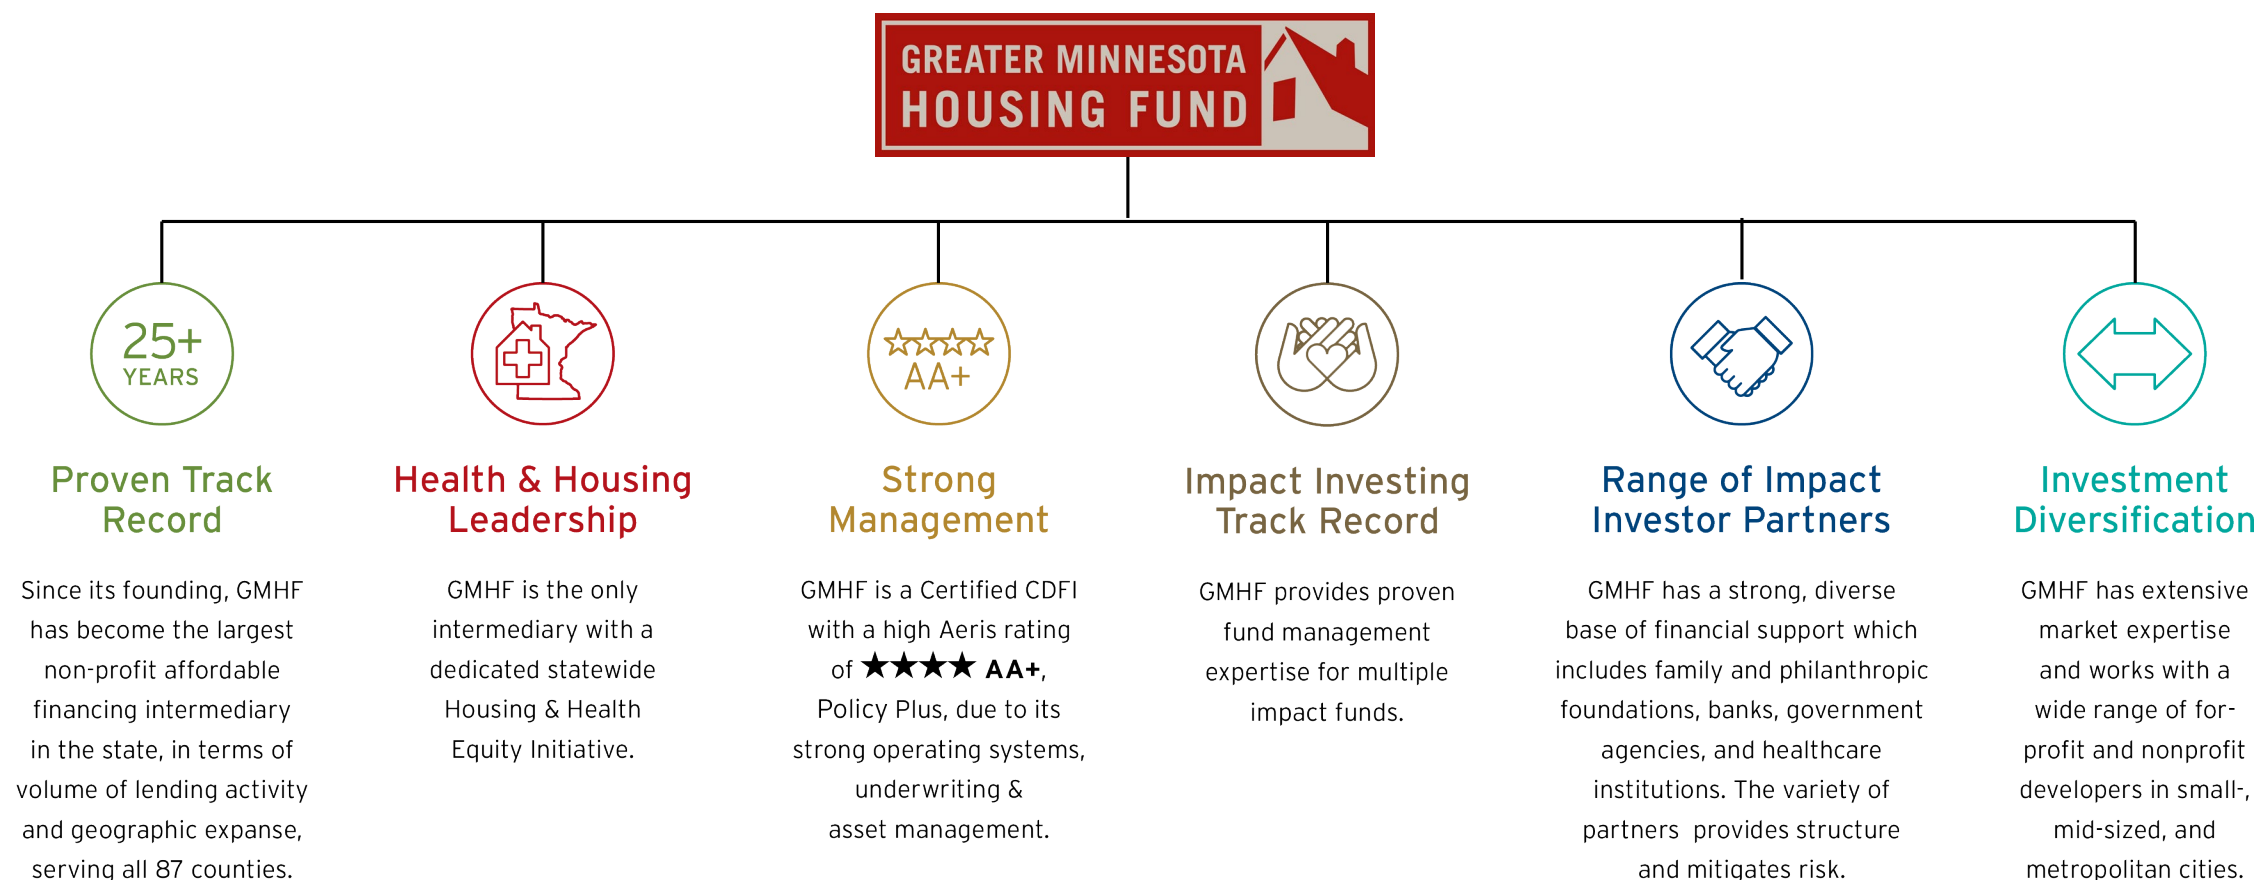 GREATER MINNESOTA
HOUSING FUND
25+
YEARS
Proven Track
Record
Since its founding, GMHF
has become the largest
non-profit affordable
financing intermediary
in the state, in terms of
volume of lending activity
and geographic expanse,
serving all 87 counties.
Health & Housing
Leadership
GMHF is the only
intermediary with a
dedicated statewide
Housing & Health
Equity Initiative.
☆☆☆☆
AA+
Strong
Management
GMHF is a Certified CDFI
with a high Aeris rating
of ★★★★ AA+,
Policy Plus, due to its
strong operating systems,
underwriting &
asset management.
Impact Investing
Track Record
GMHF provides proven
fund management
expertise for multiple
impact funds.
Range of Impact
Investor Partners
GMHF has a strong, diverse
base of financial support which
includes family and philanthropic
foundations, banks, government
agencies, and healthcare
institutions. The variety of
partners provides structure
and mitigates risk.
Investment
Diversification
GMHF has extensive
market expertise
and works with a
wide range of for-
profit and nonprofit
developers in small-,
mid-sized, and
metropolitan cities.